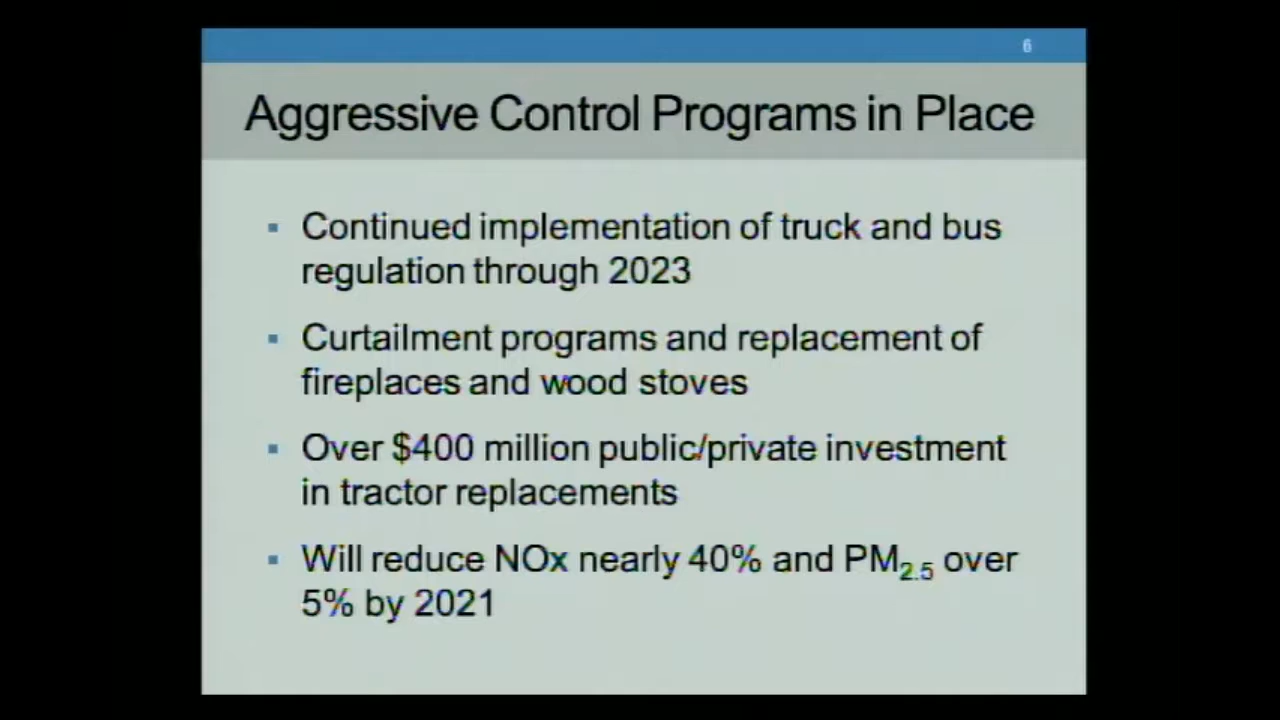 6
Aggressive Control Programs in Place
▪ Continued implementation of truck and bus
regulation through 2023
▪ Curtailment programs and replacement of
fireplaces and wood stoves
▪ Over $400 million public/private investment
in tractor replacements
▪ Will reduce NOx nearly 40% and PM2.5 over
5% by 2021